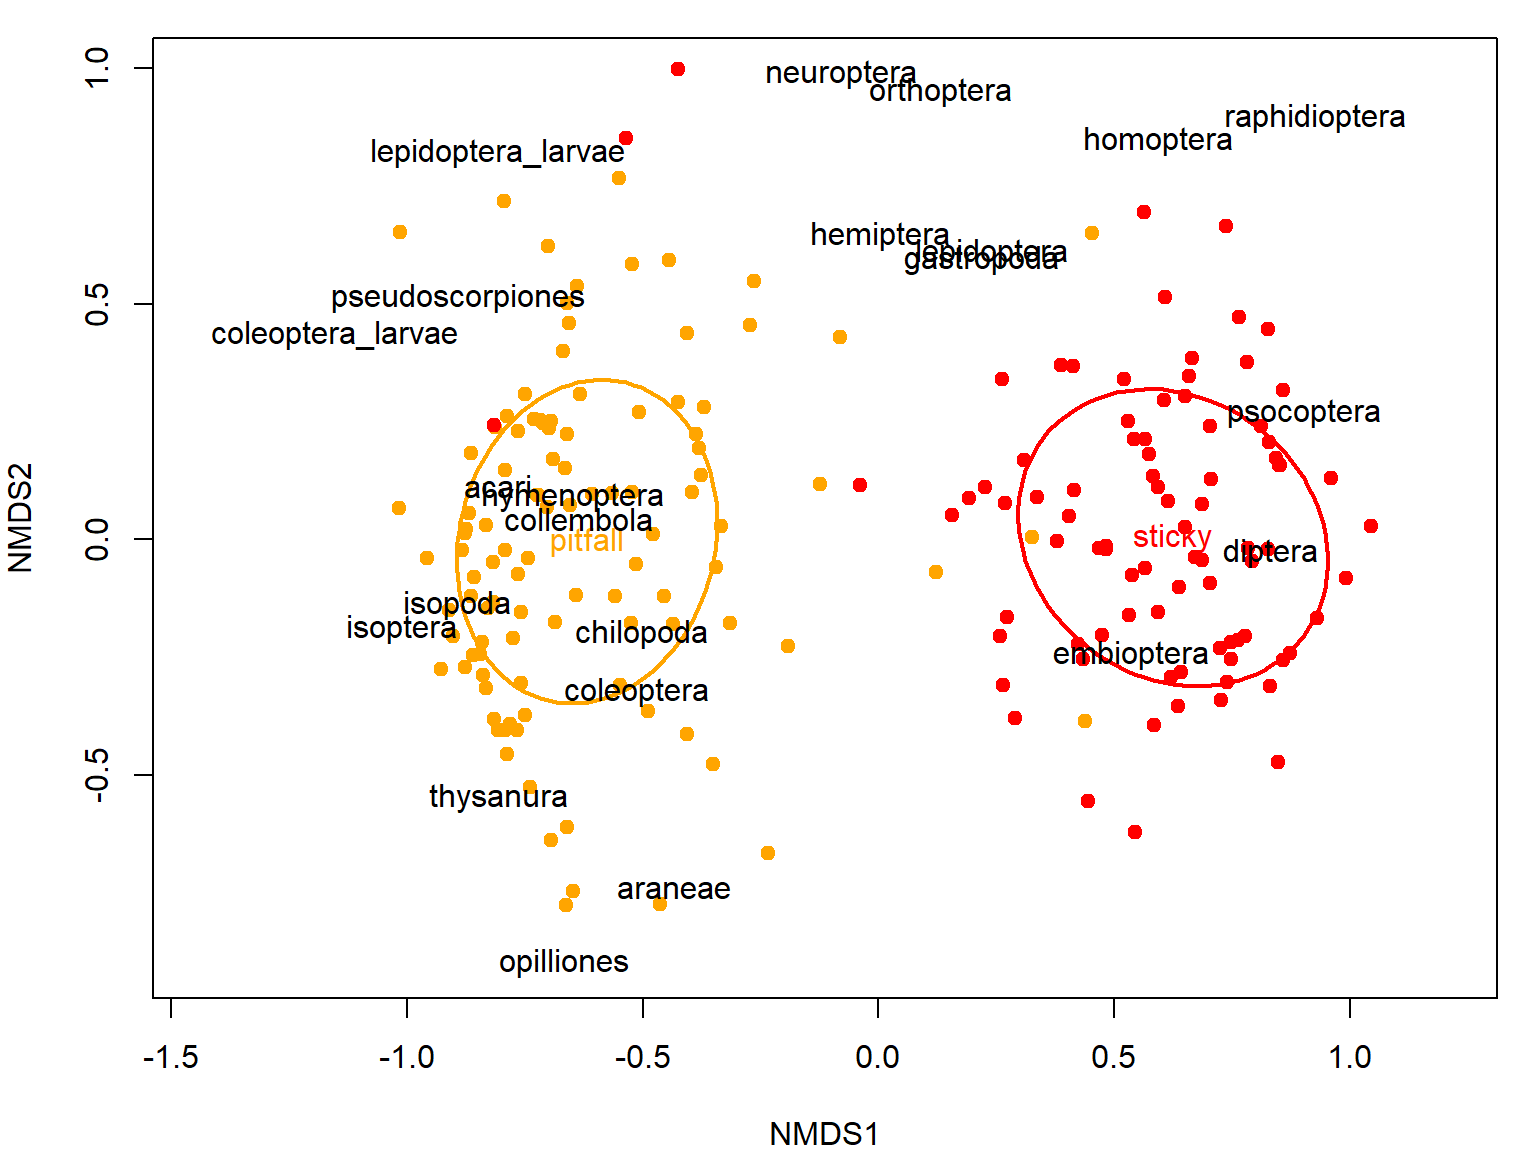 1.0
neuroptera
orthoptera
raphidioptera
homoptera
lepidoptera_larvae
hemiptera
lepidoptera
gastropoda
0.5
pseudoscorpiones
coleoptera_larvae
psocoptera
acari
hymenoptera
collembola
NMDS2
0.0
pitfall
sticky
diptera
isopoda
isoptera
chilopoda
embioptera
coleoptera
-0.5
thysanura
araneae
opilliones
-1.5 -1.0 -0.5 0.0 0.5 1.0
NMDS1